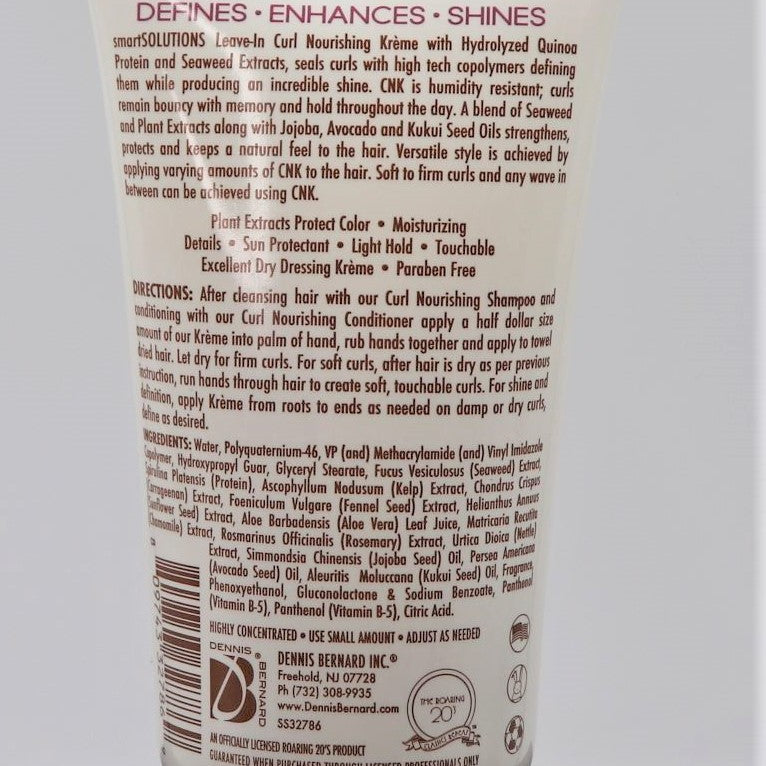 DEFINES • ENHANCES • SHINES
smartSOLUTIONS Leave-In Curl Nourishing Krème with Hydrolyzed Quinoa
Protein and Seaweed Extracts, seals curls with high tech copolymers defining
them while producing an incredible shine. CNK is humidity resistant; curls
remain bouncy with memory and hold throughout the day. A blend of Seaweed
and Plant Extracts along with Jojoba, Avocado and Kukui Seed Oils strengthens,
protects and keeps a natural feel to the hair. Versatile style is achieved by
applying varying amounts of CNK to the hair. Soft to firm curls and any wave in
between can be achieved using CNK.
Plant Extracts Protect Color • Moisturizing
Details • Sun Protectant • Light Hold • Touchable
Excellent Dry Dressing Krème • Paraben Free
DIRECTIONS: After cleansing hair with our Curl Nourishing Shampoo and
conditioning with our Curl Nourishing Conditioner apply a half dollar size
amount of our Krème into palm of hand, rub hands together and apply to towel
dried hair. Let dry for firm curls. For soft curls, after hair is dry as per previous
instruction, run hands through hair to create soft, touchable curls. For shine and
definition, apply Krème from roots to ends as needed on damp or dry curls,
define as desired.
INGREDIENTS: Water, Polyquaternium-46, VP (and) Methacrylamide (and) Vinyl Imidazole
Copolymer, Hydroxypropyl Guar, Glyceryl Stearate, Fucus Vesiculosus (Seaweed) Extract,
Spirulina Platensis (Protein), Ascophyllum Nodusum (Kelp) Extract, Chondrus Crispus
(Carrageenan) Extract, Foeniculum Vulgare (Fennel Seed) Extract, Helianthus Annuus
(Sunflower Seed) Extract, Aloe Barbadensis (Aloe Vera) Leaf Juice, Matricaria Recutita
(Chamomile) Extract, Rosmarinus Officinalis (Rosemary) Extract, Urtica Dioica (Nettle)
Extract, Simmondsia Chinensis (Jojoba Seed) Oil, Persea Americana
(Avocado Seed) Oil, Aleuritis Moluccana (Kukui Seed) Oil, Fragrance,
Phenoxyethanol, Gluconolactone & Sodium Benzoate, Panthenol
(Vitamin B-5), Panthenol (Vitamin B-5), Citric Acid.
HIGHLY CONCENTRATED • USE SMALL AMOUNT • ADJUST AS NEEDED
DENNIS BERNARD®
DENNIS BERNARD INC.®
Freehold, NJ 07728
Ph (732) 308-9935
www.DennisBernard.com
SS32786
THE ROARING
20's
AN OFFICIALLY LICENSED ROARING 20'S PRODUCT
GUARANTEED WHEN PURCHASED THROUGH LICENSED PROFESSIONALS ONLY